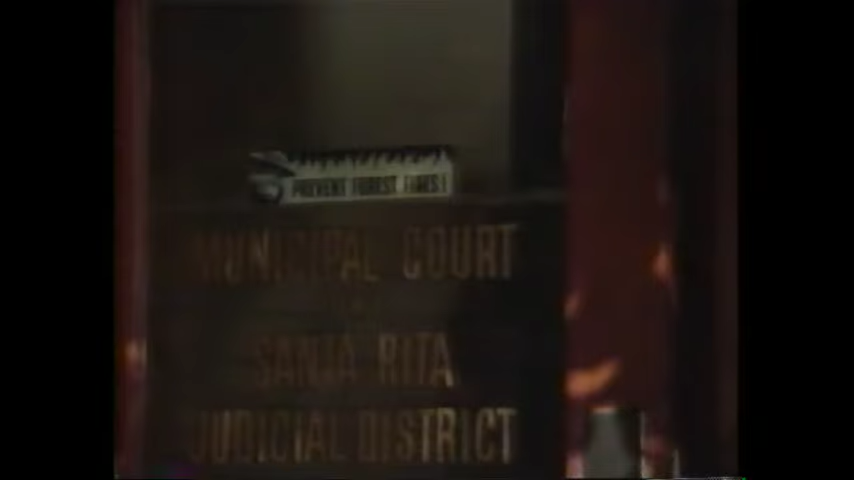 PREVENT FOREST FIRES!
MUNICIPAL COURT
SANTA RITA
JUDICIAL DISTRICT